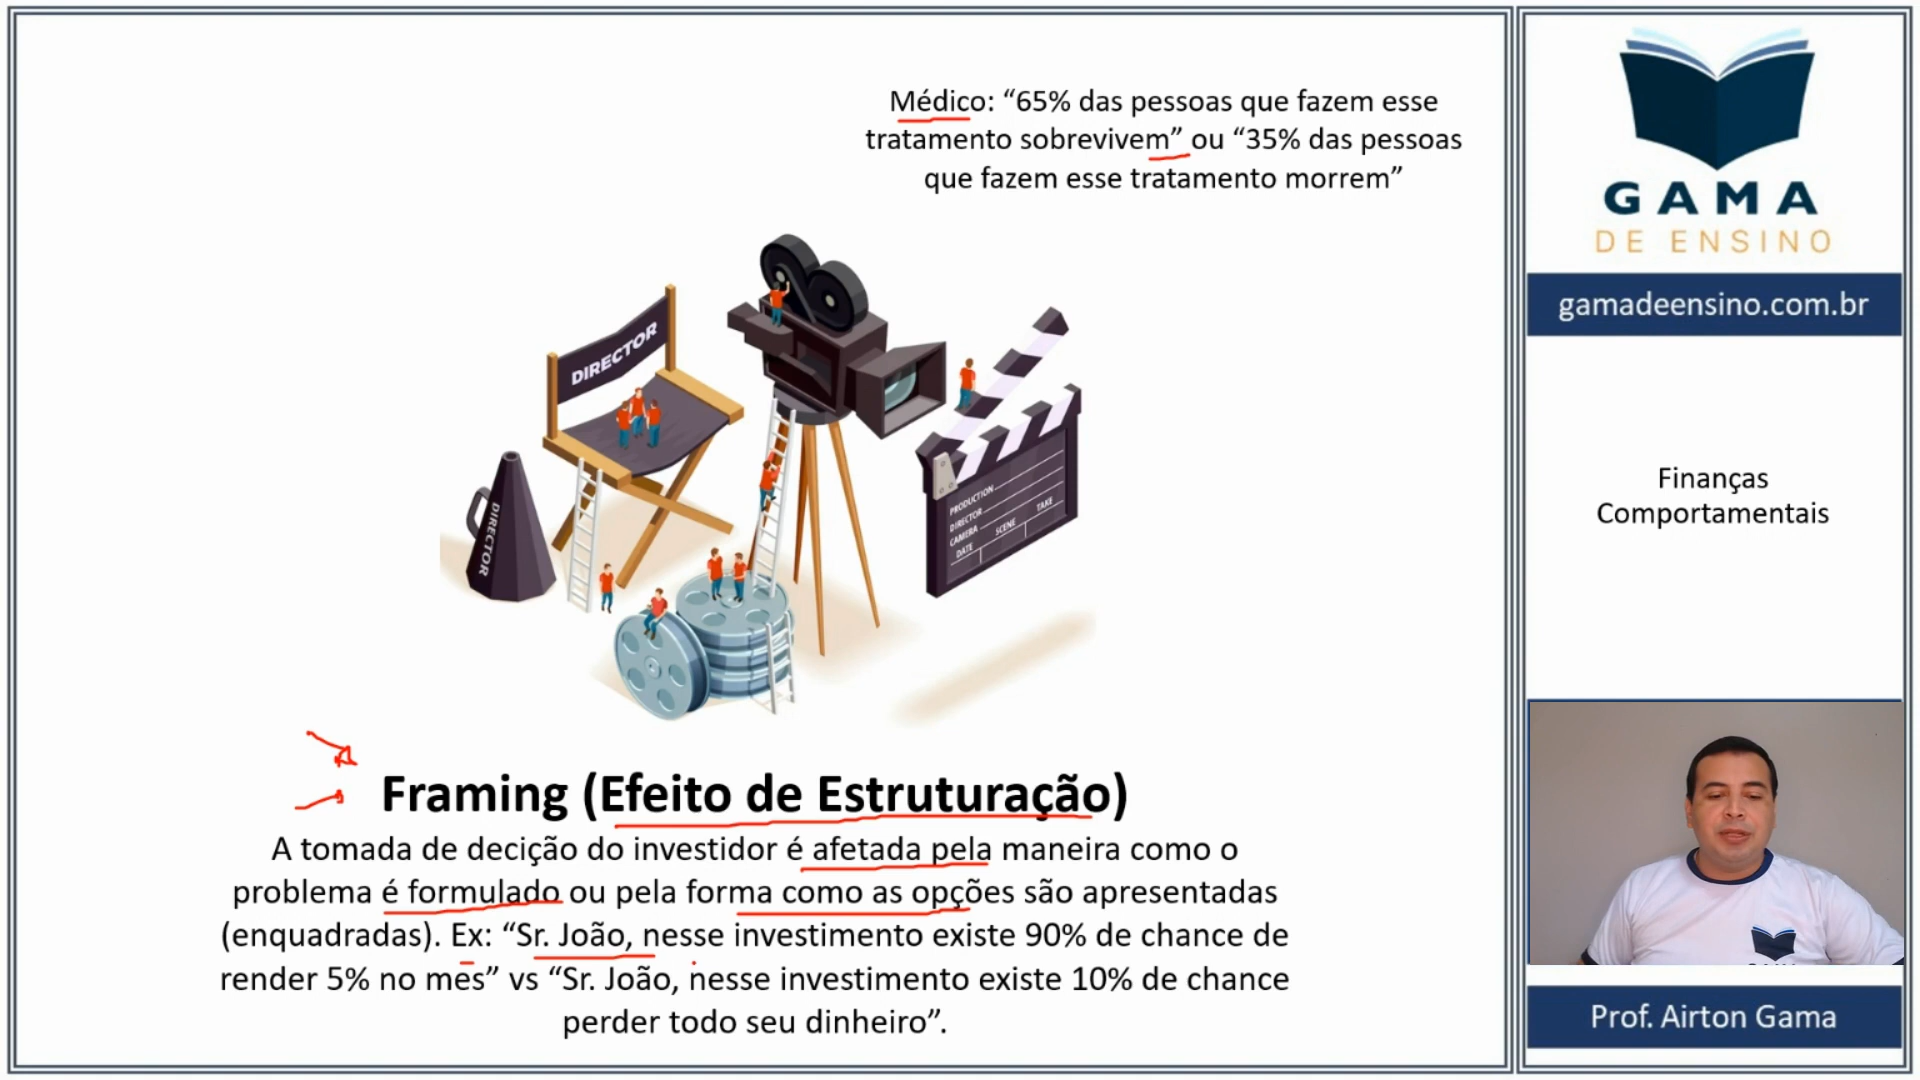 Médico: “65% das pessoas que fazem esse
tratamento sobrevivem” ou “35% das pessoas
que fazem esse tratamento morrem”
DIRECTOR
DIRECTOR
PRODUCTION
DIRECTOR
CAMERA
DATE
SCENE
TAKE
Framing (Efeito de Estruturação)
A tomada de decição do investidor é afetada pela maneira como o
problema é formulado ou pela forma como as opções são apresentadas
(enquadradas). Ex: “Sr. João, nesse investimento existe 90% de chance de
render 5% no mês” vs “Sr. João, nesse investimento existe 10% de chance
perder todo seu dinheiro”.
GAMA
DE ENSINO
gamadeensino.com.br
Finanças
Comportamentais
Prof. Airton Gama